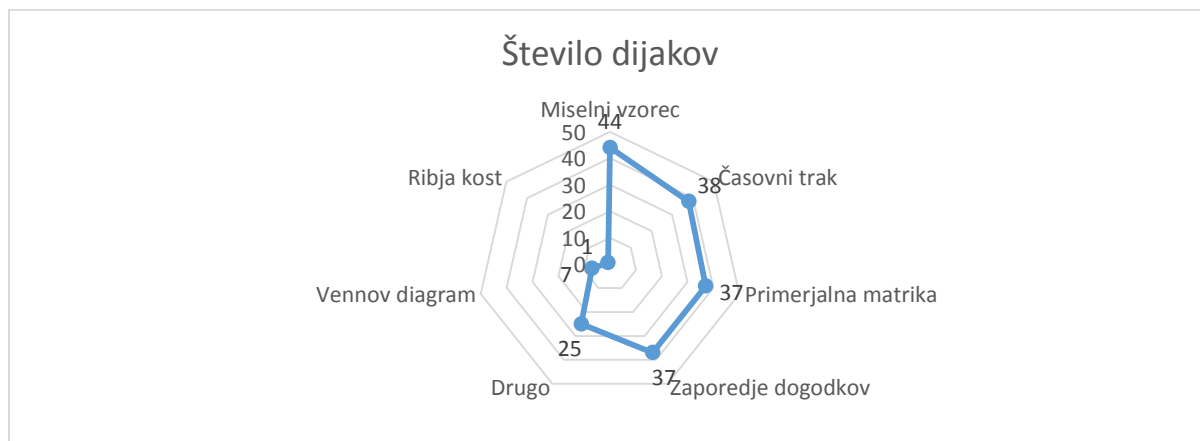 Število dijakov
Miselni vzorec
44
50
40
30
20
10
0
Časovni trak
38
Primerjalna matrika
37
Zaporedje dogodkov
37
Drugo
25
Vennov diagram
7
Ribja kost
1